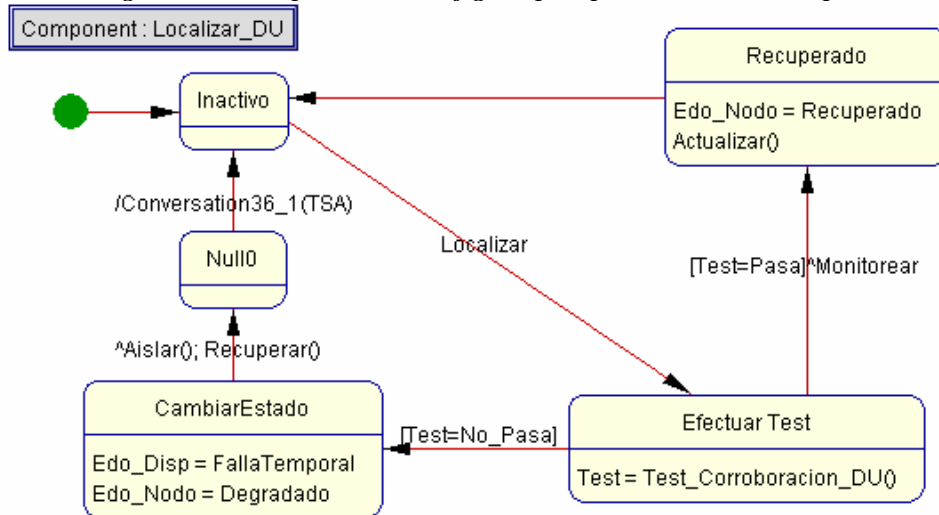 Component : Localizar_DU
Recuperado
Inactivo
Edo_Nodo = Recuperado
Actualizar()
/Conversation36_1(TSA)
Localizar
Null0
[Test=Pasa]^Monitorear
^Aislar(); Recuperar()
CambiarEstado
Efectuar Test
[Test=No_Pasa]
Edo_Disp = FallaTemporal
Test = Test_Corroboracion_DU()
Edo_Nodo = Degradado